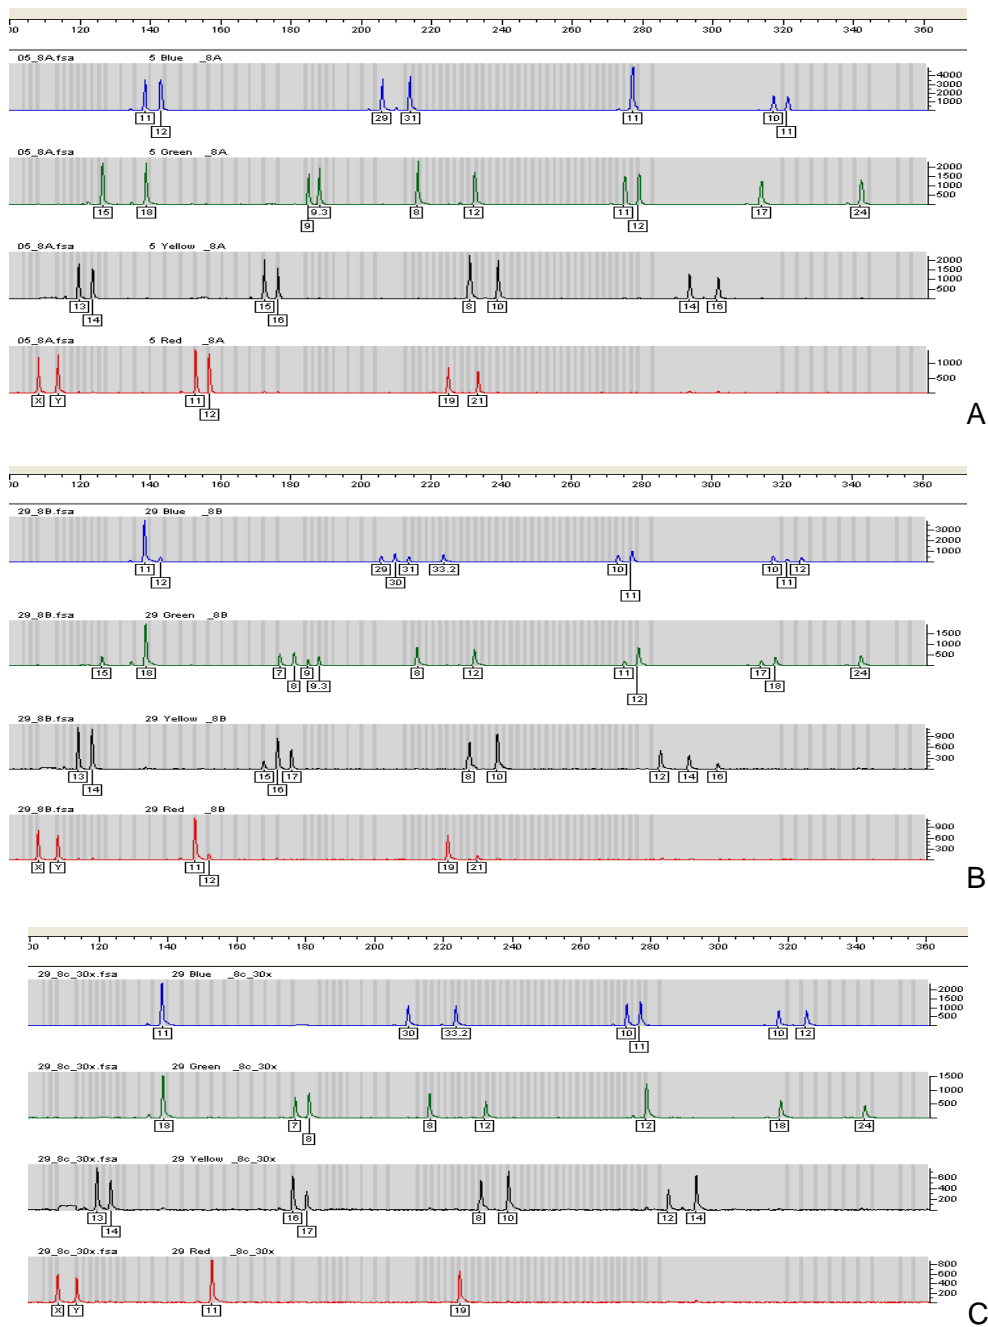 00 120 140 160 180 200 220 240 260 280 300 320 340 360
05_8A.fsa 5 Blue _8A
4000
3000
2000
1000
11 29 31 11 10
12 11
05_8A.fsa 5 Green _8A
2000
1500
1000
500
15 18 9.3 8 12 11 17 24
9 12
05_8A.fsa 5 Yellow _8A
2000
1500
1000
500
13 15 8 10 14 16
14 16
05_8A.fsa 5 Red _8A
1000
500
X Y 11 19 21
12
A
00 120 140 160 180 200 220 240 260 280 300 320 340 360
29_8B.fsa 29 Blue _8B
3000
2000
1000
11 29 31 33.2 10 10 12
12 30 11 11
29_8B.fsa 29 Green _8B
1500
1000
500
15 18 7 9 8 12 11 17 24
8 9.3 18
12
29_8B.fsa 29 Yellow _8B
900
600
300
13 15 17 8 10 12 14 16
14 16
29_8B.fsa 29 Red _8B
900
600
300
X Y 11 19 21
12
B
00 120 140 160 180 200 220 240 260 280 300 320 340 360
29_8c_30x.fsa 29 Blue _8c_30x
2000
1500
1000
500
11 30 33.2 10 10 12
11
29_8c_30x.fsa 29 Green _8c_30x
1500
1000
500
18 7 8 12 12 18 24
8
29_8c_30x.fsa 29 Yellow _8c_30x
600
400
200
13 16 8 10 12 14
14 17
29_8c_30x.fsa 29 Red _8c_30x
800
600
400
200
X Y 11 19
C